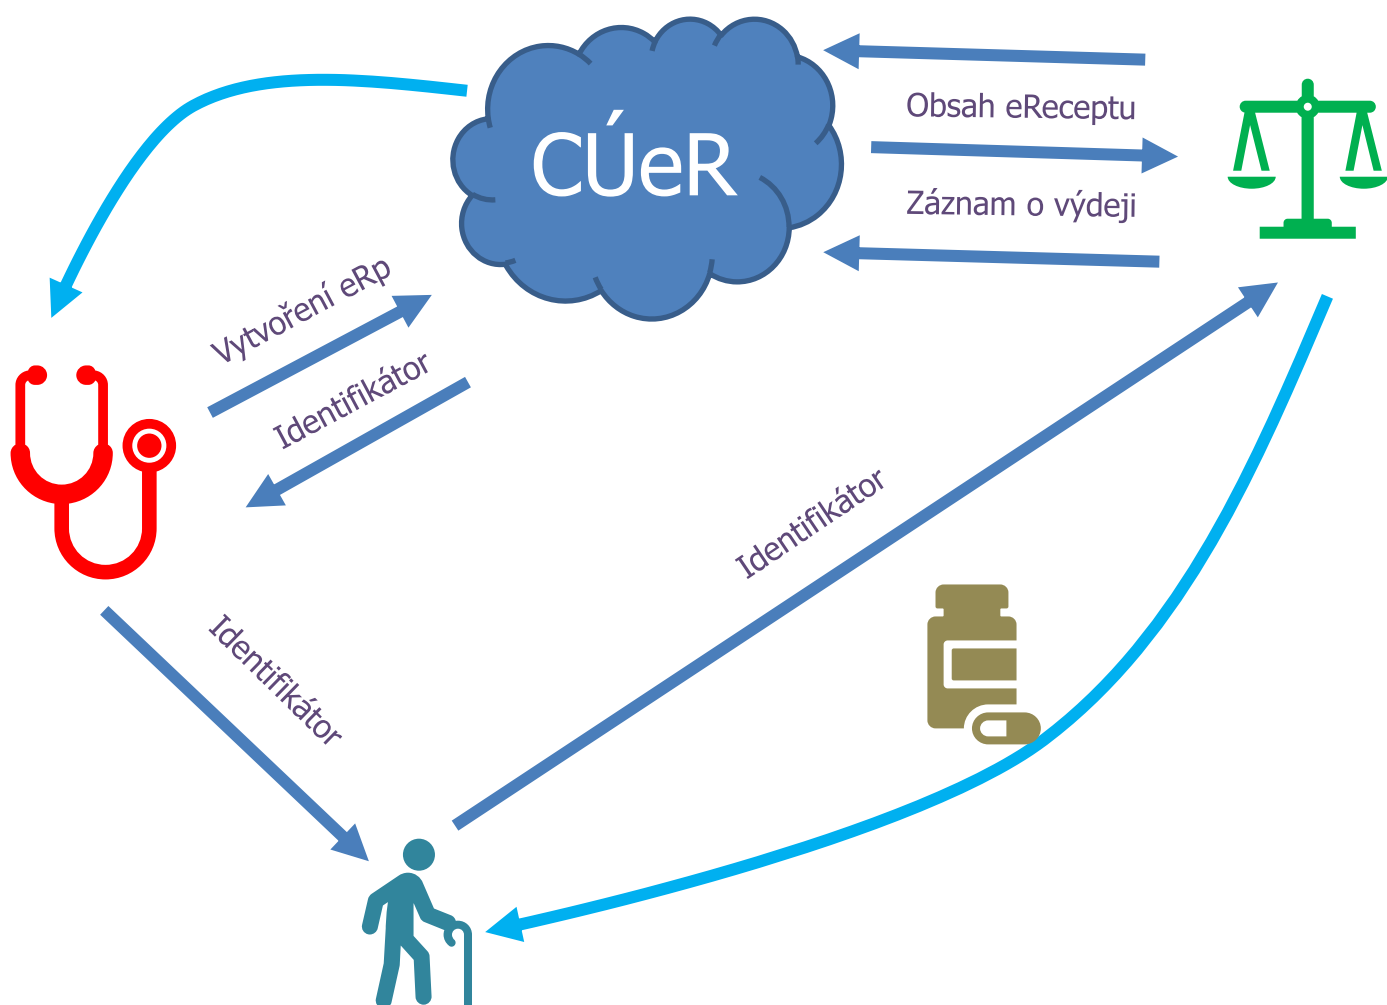 CÚeR
Obsah eReceptu
Záznam o výdeji
Vytvoření eRp
Identifikátor
Identifikátor
Identifikátor